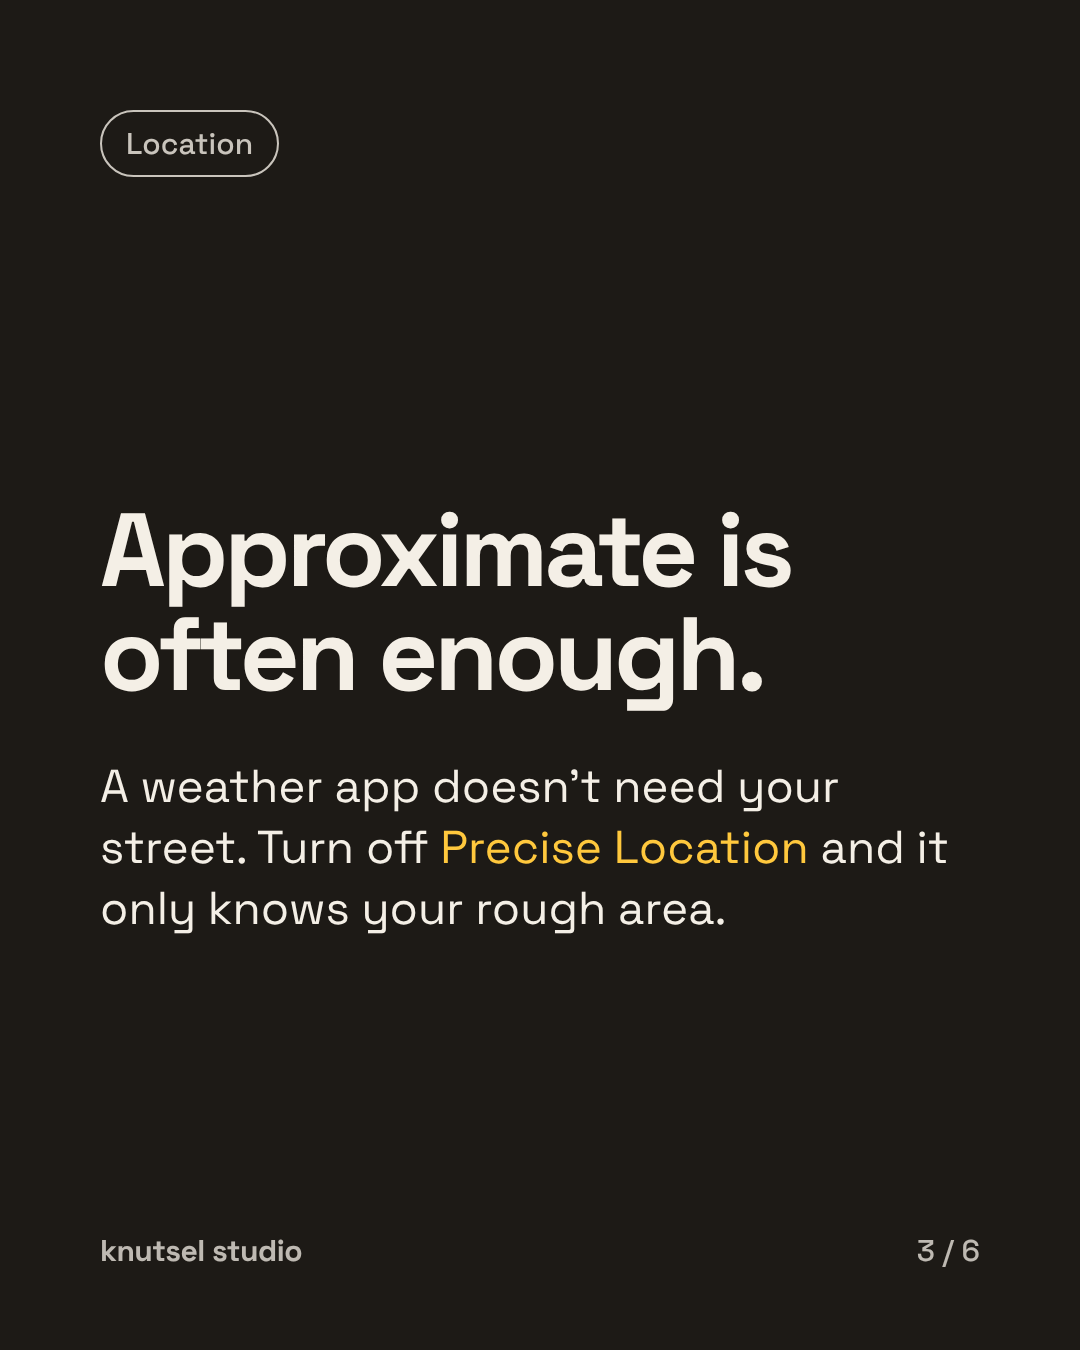 Location
Approximate is
often enough.
A weather app doesn’t need your
street. Turn off Precise Location and it
only knows your rough area.
knutsel studio
3 / 6